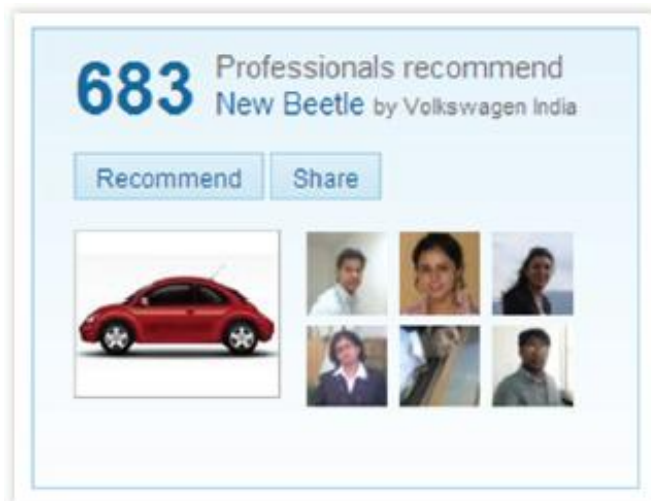 683 Professionals recommend
New Beetle by Volkswagen India
Recommend Share